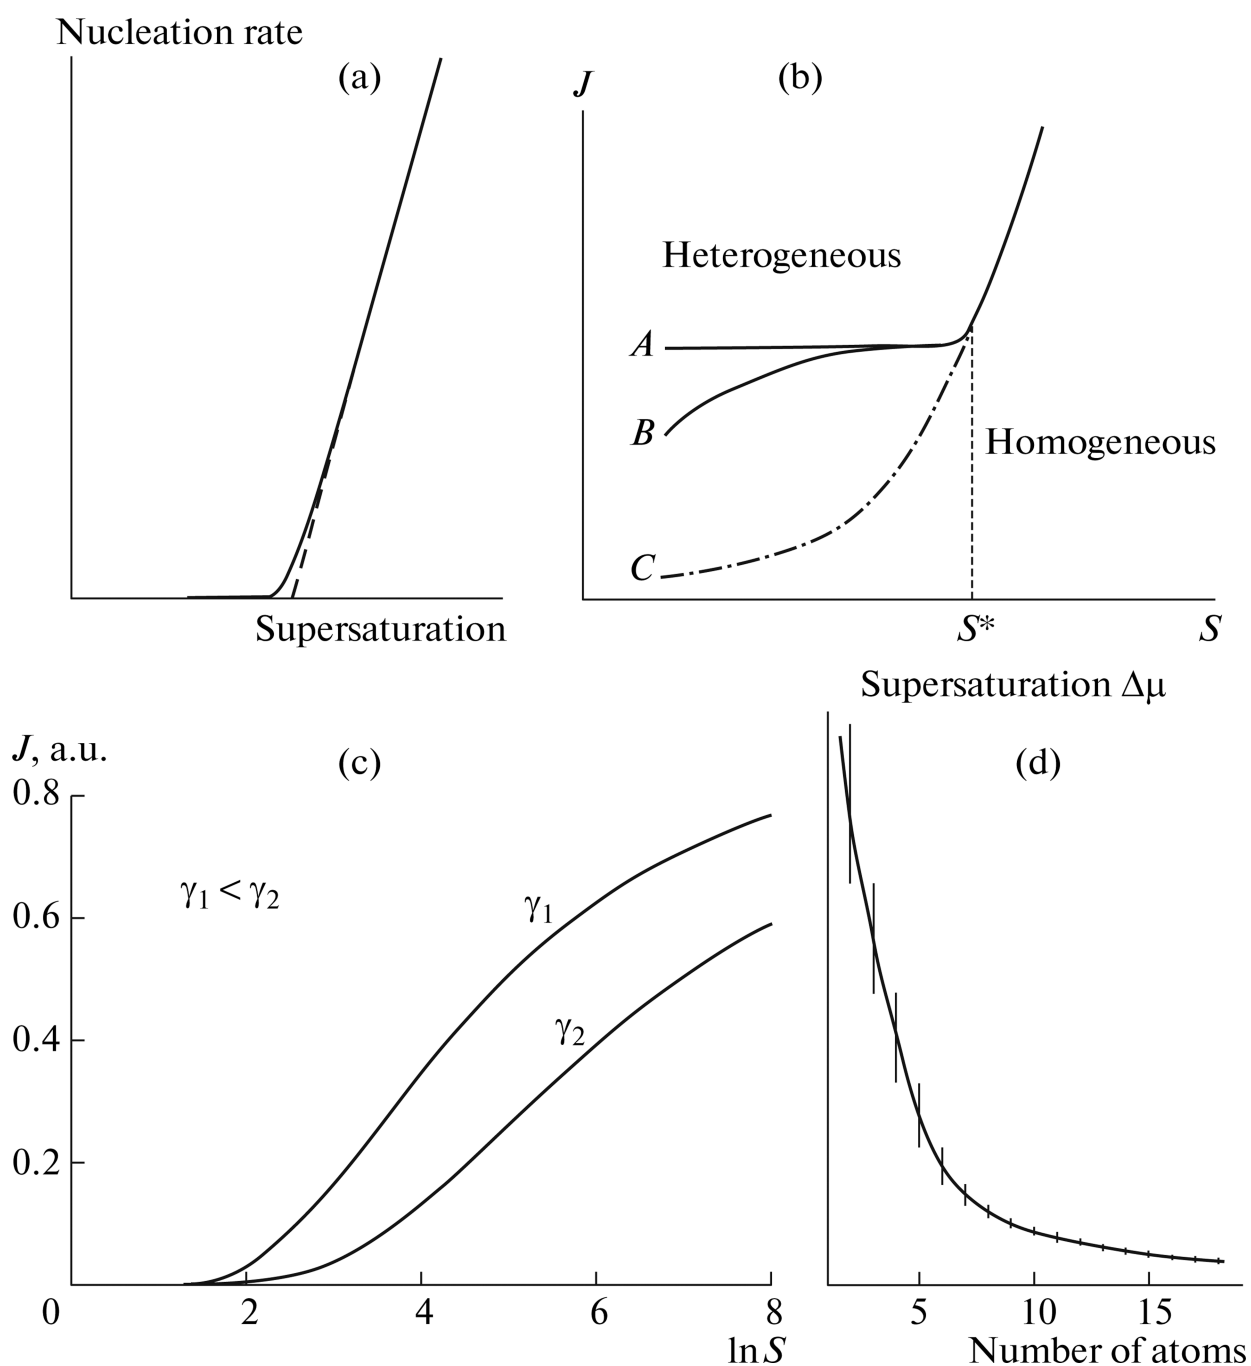 Nucleation rate
(a)
Supersaturation
J
(b)
Heterogeneous
A
B
Homogeneous
C
S*
S
J, a.u.
(c)
0.8
γ1 < γ2
0.6
γ1
0.4
γ2
0.2
0
2
4
6
8
ln S
Supersaturation Δμ
(d)
5
10
15
Number of atoms